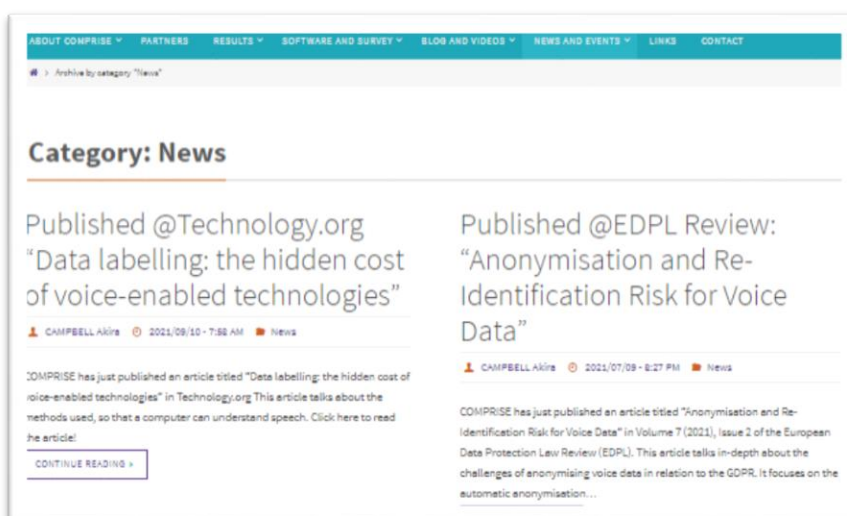 ABOUT COMPRISE PARTNERS RESULTS SOFTWARE AND SURVEY BLOG AND VIDEOS NEWS AND EVENTS LINKS CONTACT
> Archive by category "News"
Category: News
Published @Technology.org
"Data labelling: the hidden cost
of voice-enabled technologies"
CAMPBELL Akira 2021/09/10 - 7:58 AM News
COMPRISE has just published an article titled "Data labelling: the hidden cost of
voice-enabled technologies" in Technology.org This article talks about the
methods used, so that a computer can understand speech. Click here to read
the article!
CONTINUE READING »
Published @EDPL Review:
"Anonymisation and Re-
Identification Risk for Voice
Data"
CAMPBELL Akira 2021/07/09 - 8:27 PM News
COMPRISE has just published an article titled "Anonymisation and Re-
Identification Risk for Voice Data" in Volume 7 (2021), Issue 2 of the European
Data Protection Law Review (EDPL). This article talks in-depth about the
challenges of anonymising voice data in relation to the GDPR. It focuses on the
automatic anonymisation...